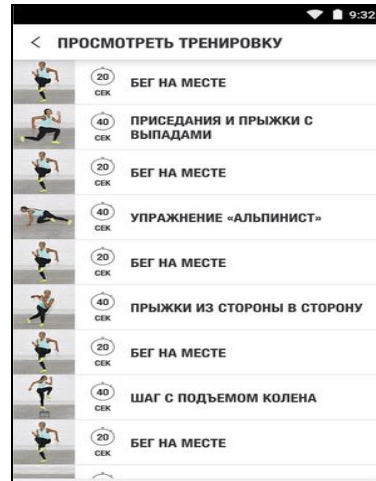 9:32
< ПРОСМОТРЕТЬ ТРЕНИРОВКУ
20 СЕК БЕГ НА МЕСТЕ
40 СЕК ПРИСЕДАНИЯ И ПРЫЖКИ С
ВЫПАДАМИ
20 СЕК БЕГ НА МЕСТЕ
40 СЕК УПРАЖНЕНИЕ «АЛЬПИНИСТ»
20 СЕК БЕГ НА МЕСТЕ
40 СЕК ПРЫЖКИ ИЗ СТОРОНЫ В СТОРОНУ
20 СЕК БЕГ НА МЕСТЕ
40 СЕК ШАГ С ПОДЪЕМОМ КОЛЕНА
20 СЕК БЕГ НА МЕСТЕ